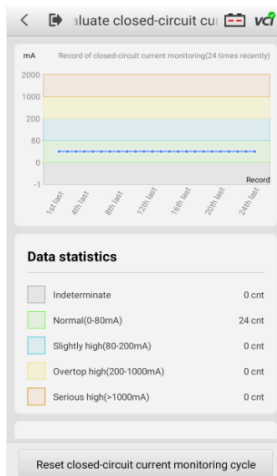 aluate closed-circuit cu
VCI
mA
Record of closed-circuit current monitoring(24 times recently)
2000
1000
200
80
0
-1
Record
1st last
4th last
8th last
12th last
16th last
20th last
24th last
Data statistics
Indeterminate 0 cnt
Normal(0-80mA) 24 cnt
Slightly high(80-200mA) 0 cnt
Overtop high(200-1000mA) 0 cnt
Serious high(>1000mA) 0 cnt
Reset closed-circuit current monitoring cycle